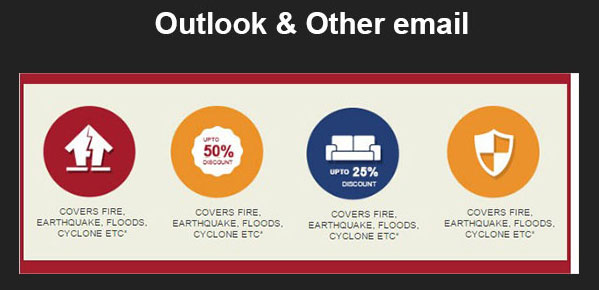 Outlook & Other email
UPTO
50%
DISCOUNT
UPTO 25%
DISCOUNT
COVERS FIRE,
EARTHQUAKE, FLOODS,
CYCLONE ETC*
COVERS FIRE,
EARTHQUAKE, FLOODS,
CYCLONE ETC*
COVERS FIRE,
EARTHQUAKE, FLOODS,
CYCLONE ETC*
COVERS FIRE,
EARTHQUAKE, FLOODS,
CYCLONE ETC*